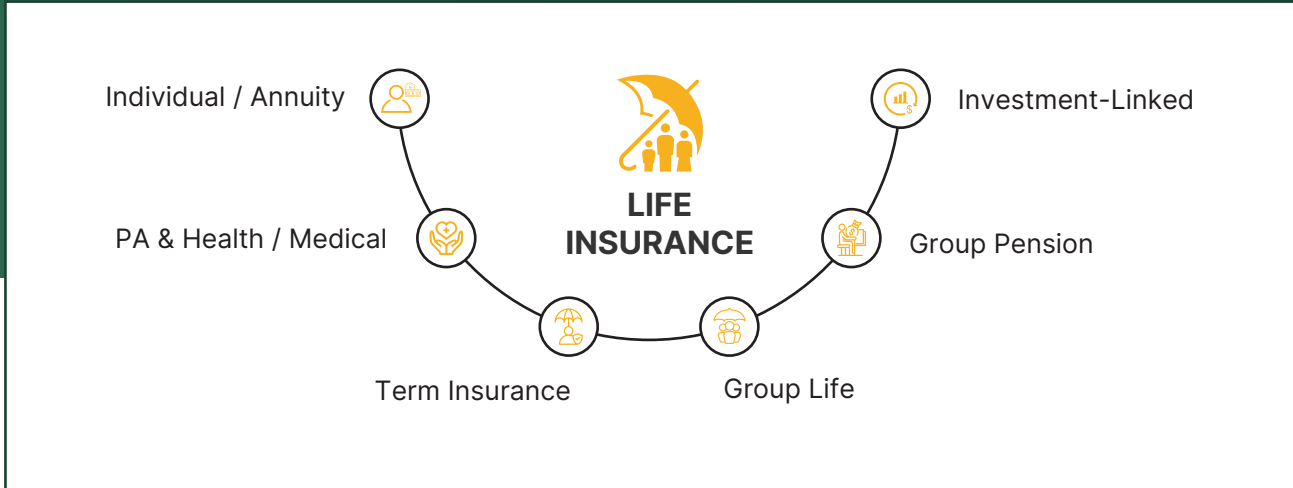 LIFE
INSURANCE
Individual / Annuity
PA & Health / Medical
Term Insurance
Group Life
Group Pension
Investment-Linked